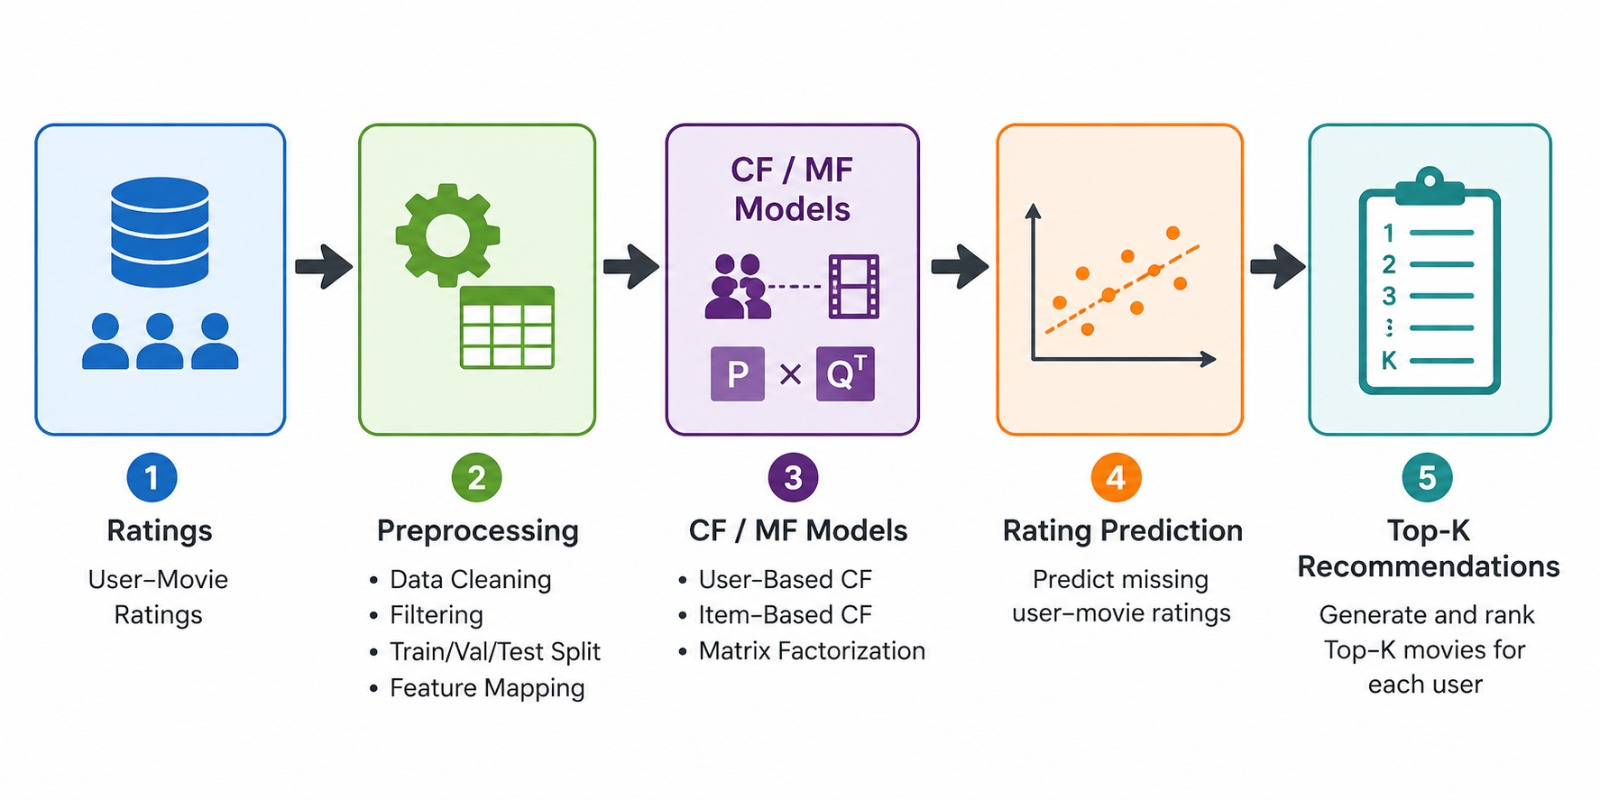 CF / MF
Models
P × Qᵀ
1
2
3
⋮
K
1
Ratings
User–Movie
Ratings
2
Preprocessing
• Data Cleaning
• Filtering
• Train/Val/Test Split
• Feature Mapping
3
CF / MF Models
• User-Based CF
• Item-Based CF
• Matrix Factorization
4
Rating Prediction
Predict missing
user–movie ratings
5
Top-K
Recommendations
Generate and rank
Top–K movies for
each user